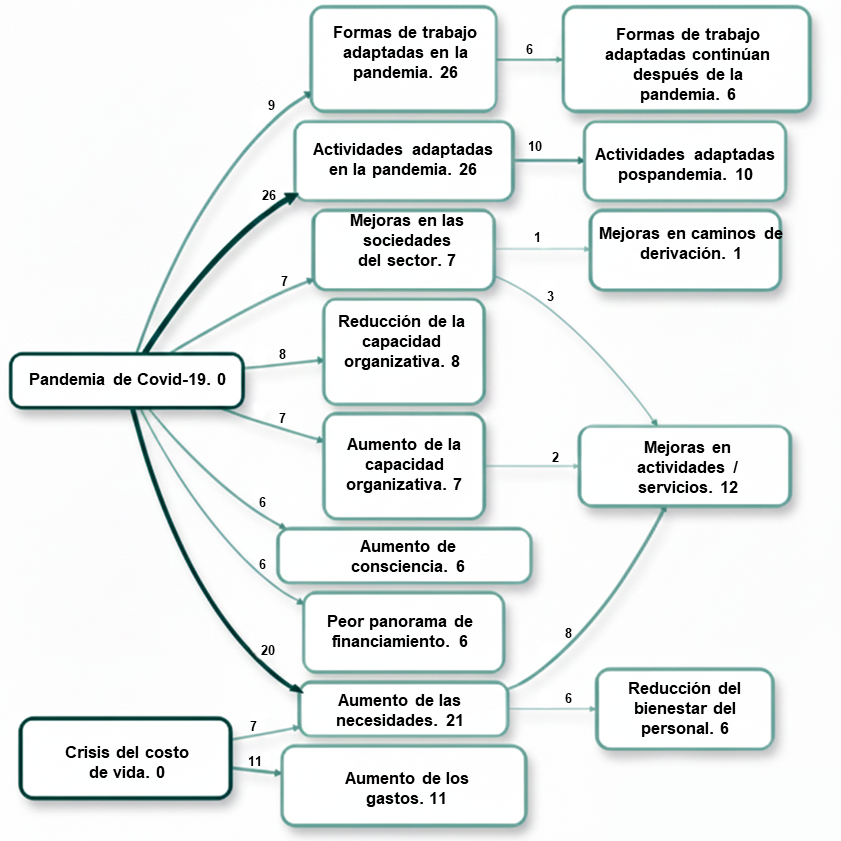 Formas de trabajo
adaptadas en la
pandemia. 26
6
Formas de trabajo
adaptadas continúan
después de la
pandemia. 6
9
Actividades adaptadas
en la pandemia. 26
10
Actividades adaptadas
pospandemia. 10
26
Mejoras en las
sociedades
del sector. 7
1
Mejoras en caminos de
derivación. 1
7
3
Reducción de la
capacidad
organizativa. 8
8
Pandemia de Covid-19. 0
7
Aumento de la
capacidad
organizativa. 7
2
Mejoras en
actividades /
servicios. 12
6
Aumento de
consciencia. 6
6
Peor panorama de
financiamiento. 6
20
8
Aumento de las
necesidades. 21
6
Reducción del
bienestar del
personal. 6
7
Crisis del costo
de vida. 0
11
Aumento de los
gastos. 11